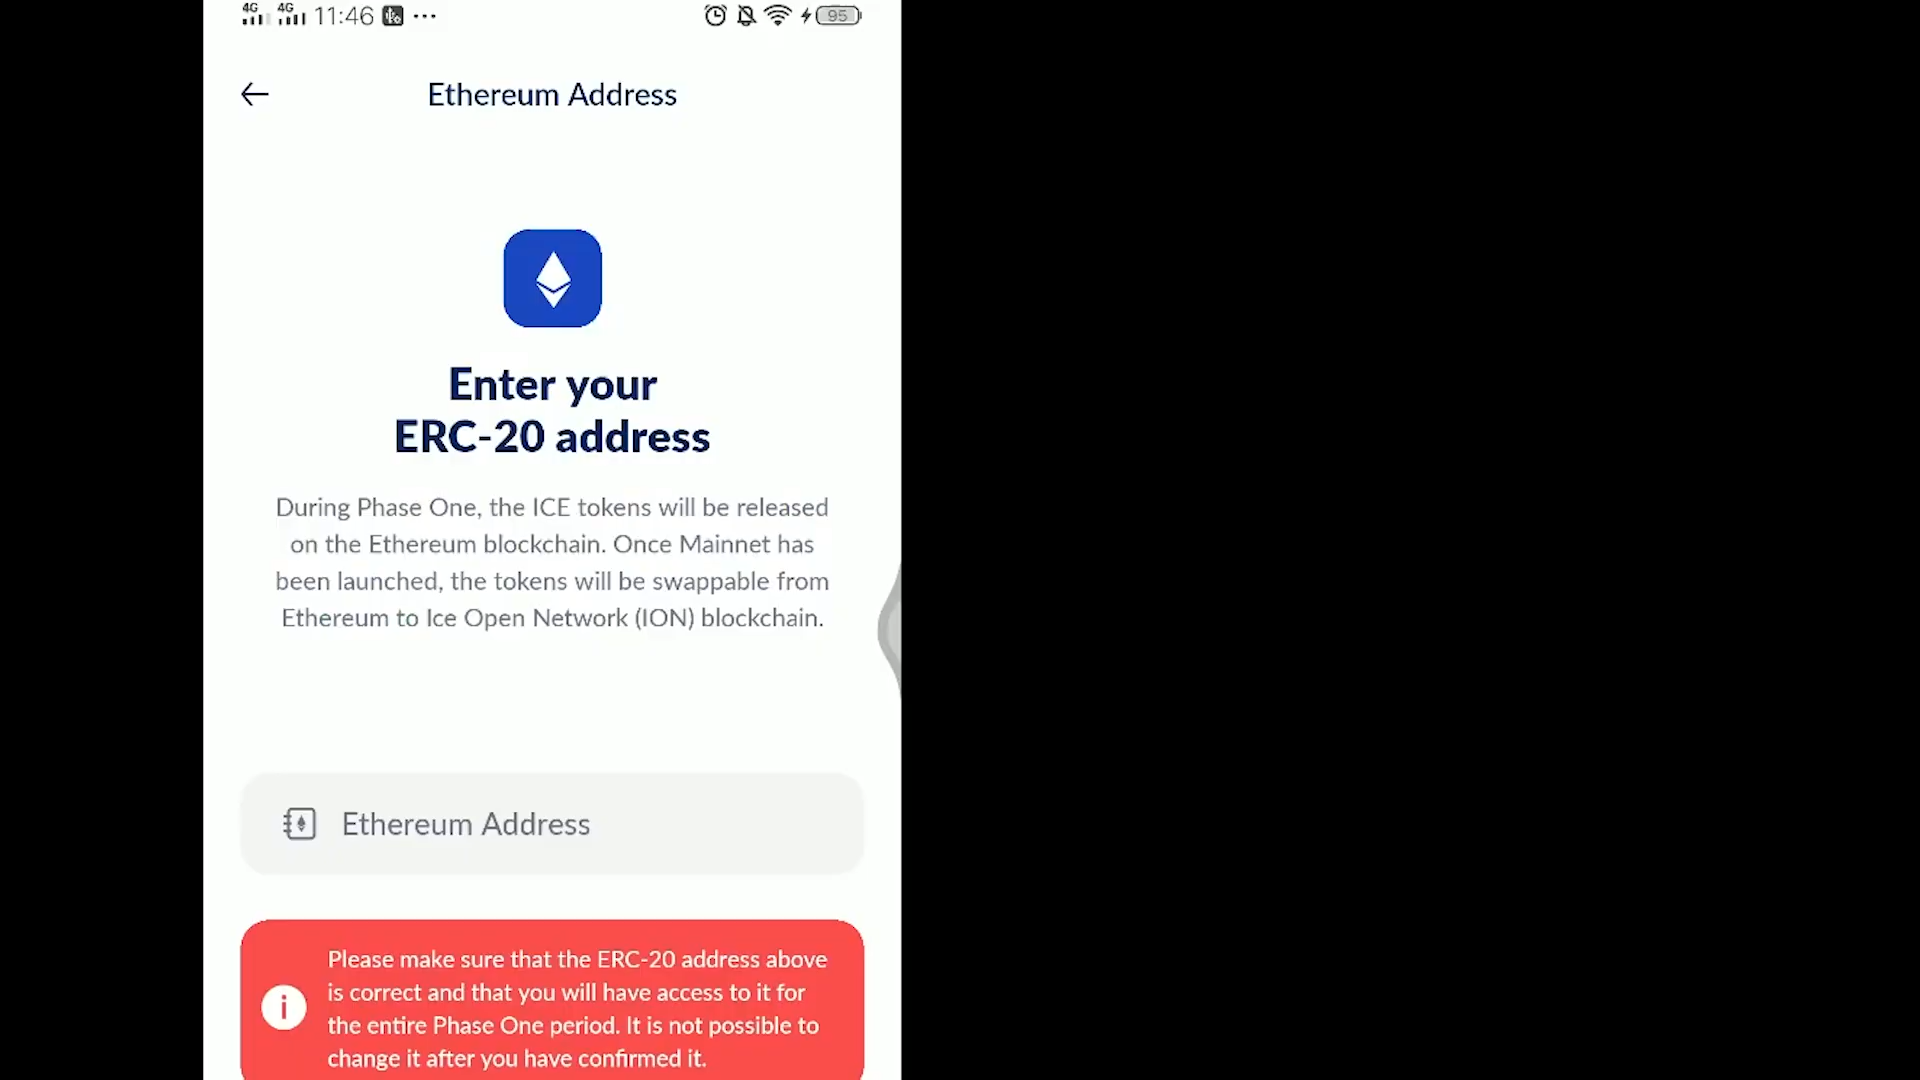 4G 4G 11:46 ... 95
Ethereum Address
Enter your
ERC-20 address
During Phase One, the ICE tokens will be released
on the Ethereum blockchain. Once Mainnet has
been launched, the tokens will be swappable from
Ethereum to Ice Open Network (ION) blockchain.
Ethereum Address
Please make sure that the ERC-20 address above
is correct and that you will have access to it for
the entire Phase One period. It is not possible to
change it after you have confirmed it.